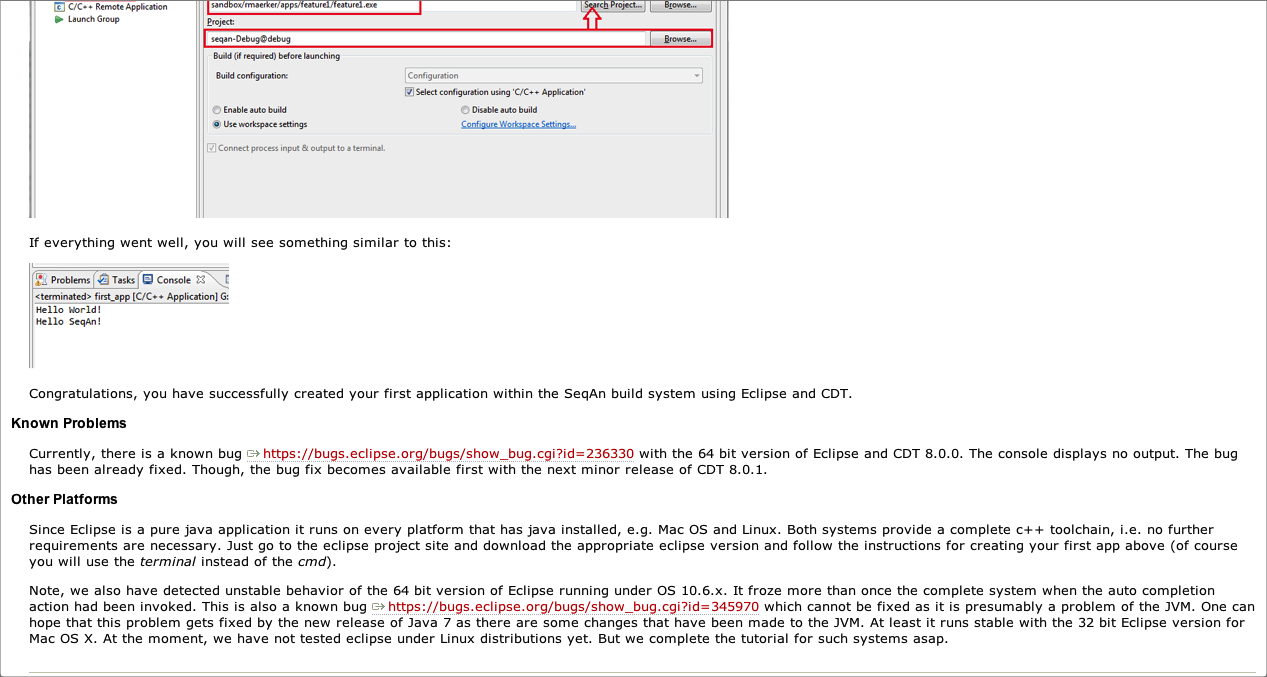 C/C++ Remote Application
sandbox/rmaerker/apps/feature1/feature1.exe
Search Project...
Browse...
Launch Group
Project:
seqan-Debug@debug
Browse...
Build (if required) before launching
Build configuration:
Configuration
Select configuration using 'C/C++ Application'
Enable auto build
Disable auto build
Use workspace settings
Configure Workspace Settings...
Connect process input & output to a terminal.
If everything went well, you will see something similar to this:
Problems Tasks Console
<terminated> first_app [C/C++ Application] G:
Hello World!
Hello SeqAn!
Congratulations, you have successfully created your first application within the SeqAn build system using Eclipse and CDT.
Known Problems
Currently, there is a known bug https://bugs.eclipse.org/bugs/show_bug.cgi?id=236330 with the 64 bit version of Eclipse and CDT 8.0.0. The console displays no output. The bug
has been already fixed. Though, the bug fix becomes available first with the next minor release of CDT 8.0.1.
Other Platforms
Since Eclipse is a pure java application it runs on every platform that has java installed, e.g. Mac OS and Linux. Both systems provide a complete c++ toolchain, i.e. no further
requirements are necessary. Just go to the eclipse project site and download the appropriate eclipse version and follow the instructions for creating your first app above (of course
you will use the terminal instead of the cmd).
Note, we also have detected unstable behavior of the 64 bit version of Eclipse running under OS 10.6.x. It froze more than once the complete system when the auto completion
action had been invoked. This is also a known bug https://bugs.eclipse.org/bugs/show_bug.cgi?id=345970 which cannot be fixed as it is presumably a problem of the JVM. One can
hope that this problem gets fixed by the new release of Java 7 as there are some changes that have been made to the JVM. At least it runs stable with the 32 bit Eclipse version for
Mac OS X. At the moment, we have not tested eclipse under Linux distributions yet. But we complete the tutorial for such systems asap.